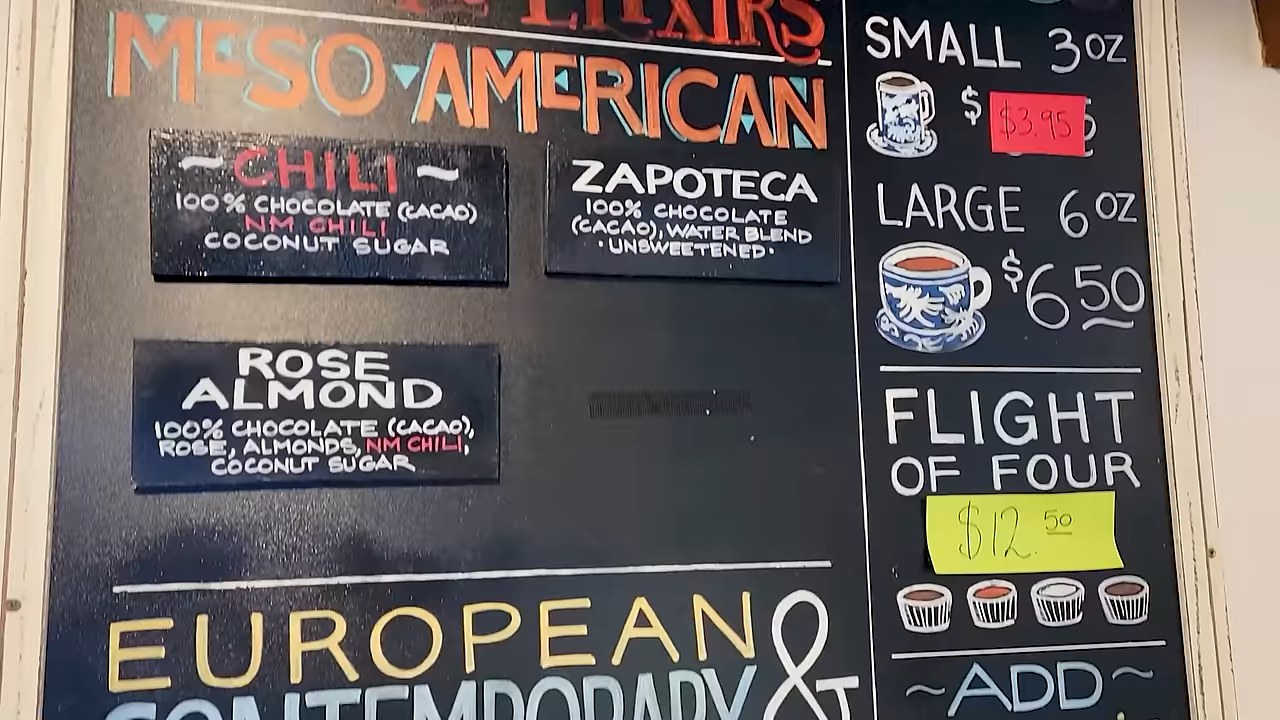 ELIXIRS
MESO-AMERICAN
~CHILI~
100% CHOCOLATE (CACAO)
NM CHILI
COCONUT SUGAR
ZAPOTECA
100% CHOCOLATE
(CACAO), WATER BLEND
·UNSWEETENED·
ROSE
ALMOND
100% CHOCOLATE (CACAO),
ROSE, ALMONDS, NM CHILI,
COCONUT SUGAR
EUROPEAN &
CONTEMPORARY
SMALL 3 OZ
$ $3.95
LARGE 6 OZ
$6 50
FLIGHT
OF FOUR
$12.50
~ADD~